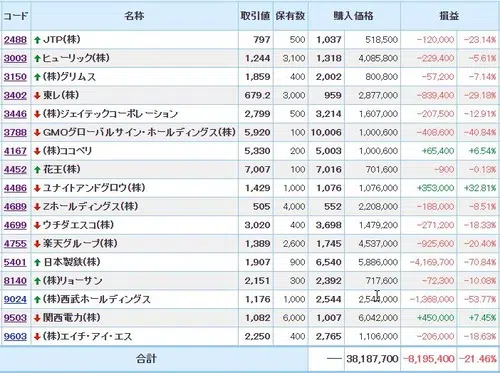 コード 名称 取引値 保有数 購入価格 損益
2488 ↑ JTP(株) 797 500 1,037 518,500 -120,000 -23.14%
3003 ↑ ヒューリック(株) 1,244 3,100 1,318 4,085,800 -229,400 -5.61%
3150 ↑ (株)グリムス 1,859 400 2,002 800,800 -57,200 -7.14%
3402 ↓ 東レ(株) 679.2 3,000 959 2,877,000 -839,400 -29.18%
3446 ↓ (株)ジェイテックコーポレーション 2,799 500 3,214 1,607,000 -207,500 -12.91%
3788 ↓ GMOグローバルサイン・ホールディングス(株) 5,920 100 10,006 1,000,600 -408,600 -40.84%
4167 ↓ (株)ココペリ 5,330 200 5,003 1,000,600 +65,400 +6.54%
4452 ↑ 花王(株) 7,007 100 7,016 701,600 -900 -0.13%
4486 ↓ ユナイトアンドグロウ(株) 1,429 1,000 1,076 1,076,000 +353,000 +32.81%
4689 ↓ Zホールディングス(株) 505 4,000 552 2,208,000 -188,000 -8.51%
4699 ↓ ウチダエスコ(株) 3,020 400 3,698 1,479,200 -271,200 -18.33%
4755 ↓ 楽天グループ(株) 1,389 2,600 1,745 4,537,000 -925,600 -20.40%
5401 ↑ 日本製鉄(株) 1,907 900 6,540 5,886,000 -4,169,700 -70.84%
8140 ↑ (株)リョーサン 2,151 300 2,392 717,600 -72,300 -10.08%
9024 ↑ (株)西武ホールディングス 1,176 1,000 2,544 2,544,000 -1,368,000 -53.77%
9503 ↓ 関西電力(株) 1,082 6,000 1,007 6,042,000 +450,000 +7.45%
9603 ↓ (株)エイチ・アイ・エス 2,250 400 2,765 1,106,000 -206,000 -18.63%
合計 ― 38,187,700 -8,195,400 -21.46%